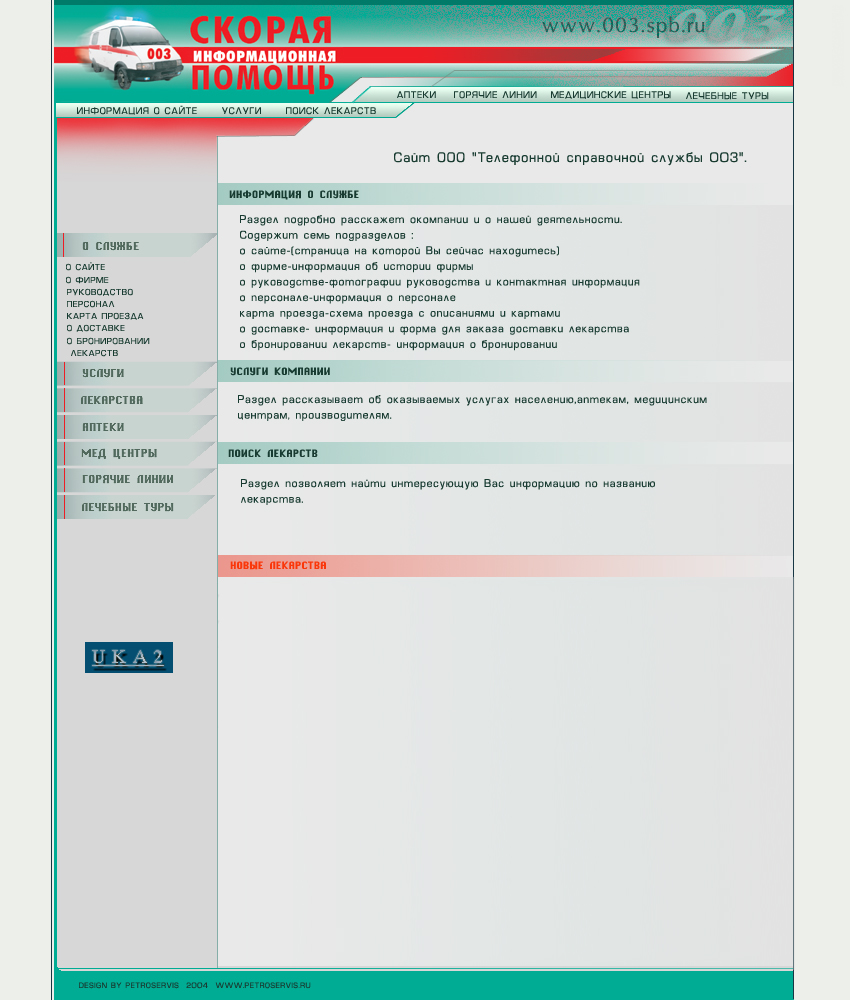 СКОРАЯ
ИНФОРМАЦИОННАЯ
ПОМОЩЬ
003
www.003.spb.ru
003
АПТЕКИ ГОРЯЧИЕ ЛИНИИ МЕДИЦИНСКИЕ ЦЕНТРЫ ЛЕЧЕБНЫЕ ТУРЫ
ИНФОРМАЦИЯ О САЙТЕ УСЛУГИ ПОИСК ЛЕКАРСТВ
Сайт ООО "Телефонной справочной службы ООЗ".
ИНФОРМАЦИЯ О СЛУЖБЕ
Раздел подробно расскажет окомпании и о нашей деятельности.
Содержит семь подразделов :
о сайте-(страница на которой Вы сейчас находитесь)
о фирме-информация об истории фирмы
о руководстве-фотографии руководства и контактная информация
о персонале-информация о персонале
карта проезда-схема проезда с описаниями и картами
о доставке- информация и форма для заказа доставки лекарства
о бронировании лекарств- информация о бронировании
УСЛУГИ КОМПАНИИ
Раздел рассказывает об оказываемых услугах населению,аптекам, медицинским
центрам, производителям.
ПОИСК ЛЕКАРСТВ
Раздел позволяет найти интересующую Вас информацию по названию
лекарства.
НОВЫЕ ЛЕКАРСТВА
О СЛУЖБЕ
О САЙТЕ
О ФИРМЕ
РУКОВОДСТВО
ПЕРСОНАЛ
КАРТА ПРОЕЗДА
О ДОСТАВКЕ
О БРОНИРОВАНИИ
ЛЕКАРСТВ
УСЛУГИ
ЛЕКАРСТВА
АПТЕКИ
МЕД ЦЕНТРЫ
ГОРЯЧИЕ ЛИНИИ
ЛЕЧЕБНЫЕ ТУРЫ
UKA2
DESIGN BY PETROSERVIS 2004 WWW.PETROSERVIS.RU